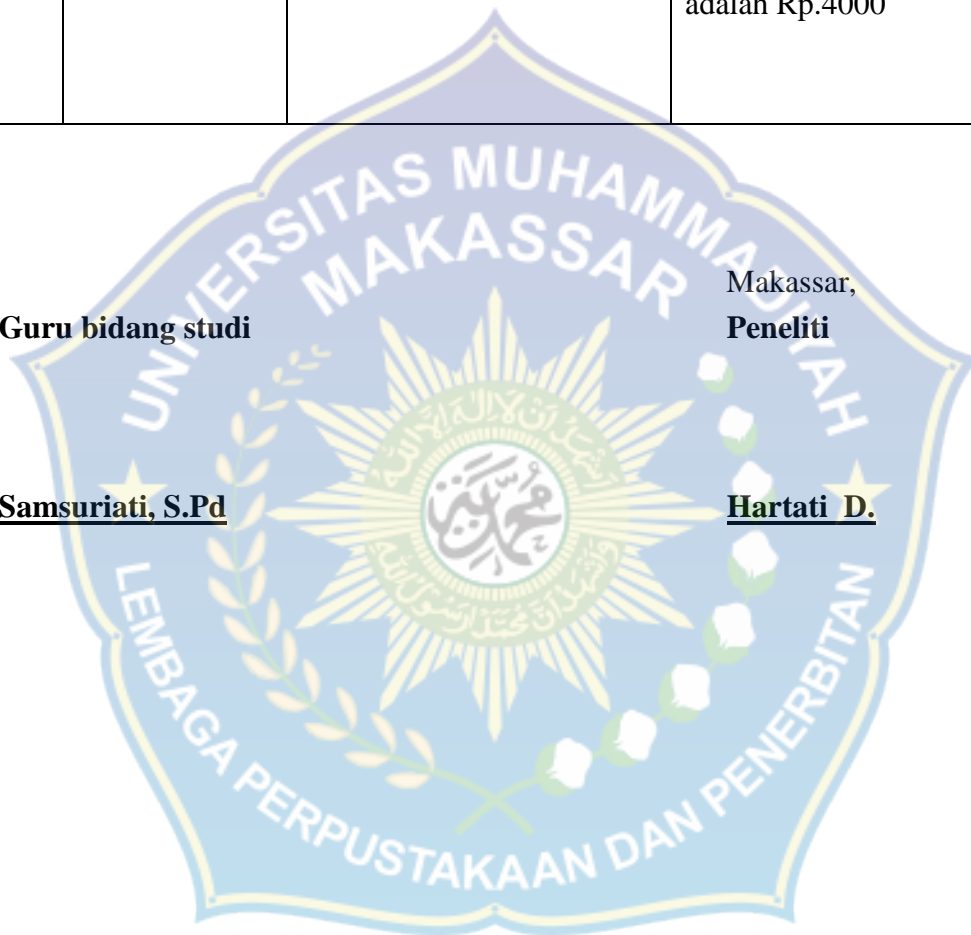 adalah Rp.4000
UNIVERSITAS MUHAMMADIYAH
MAKASSAR
Makassar,
Guru bidang studi Peneliti
Samsuriati, S.Pd Hartati D.
LEMBAGA PERPUSTAKAAN DAN PENERBITAN